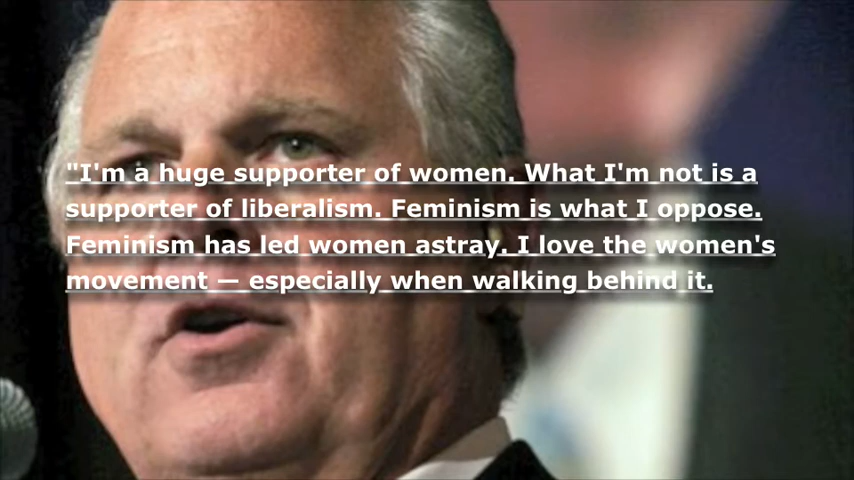 "I'm a huge supporter of women. What I'm not is a
supporter of liberalism. Feminism is what I oppose.
Feminism has led women astray. I love the women's
movement — especially when walking behind it.